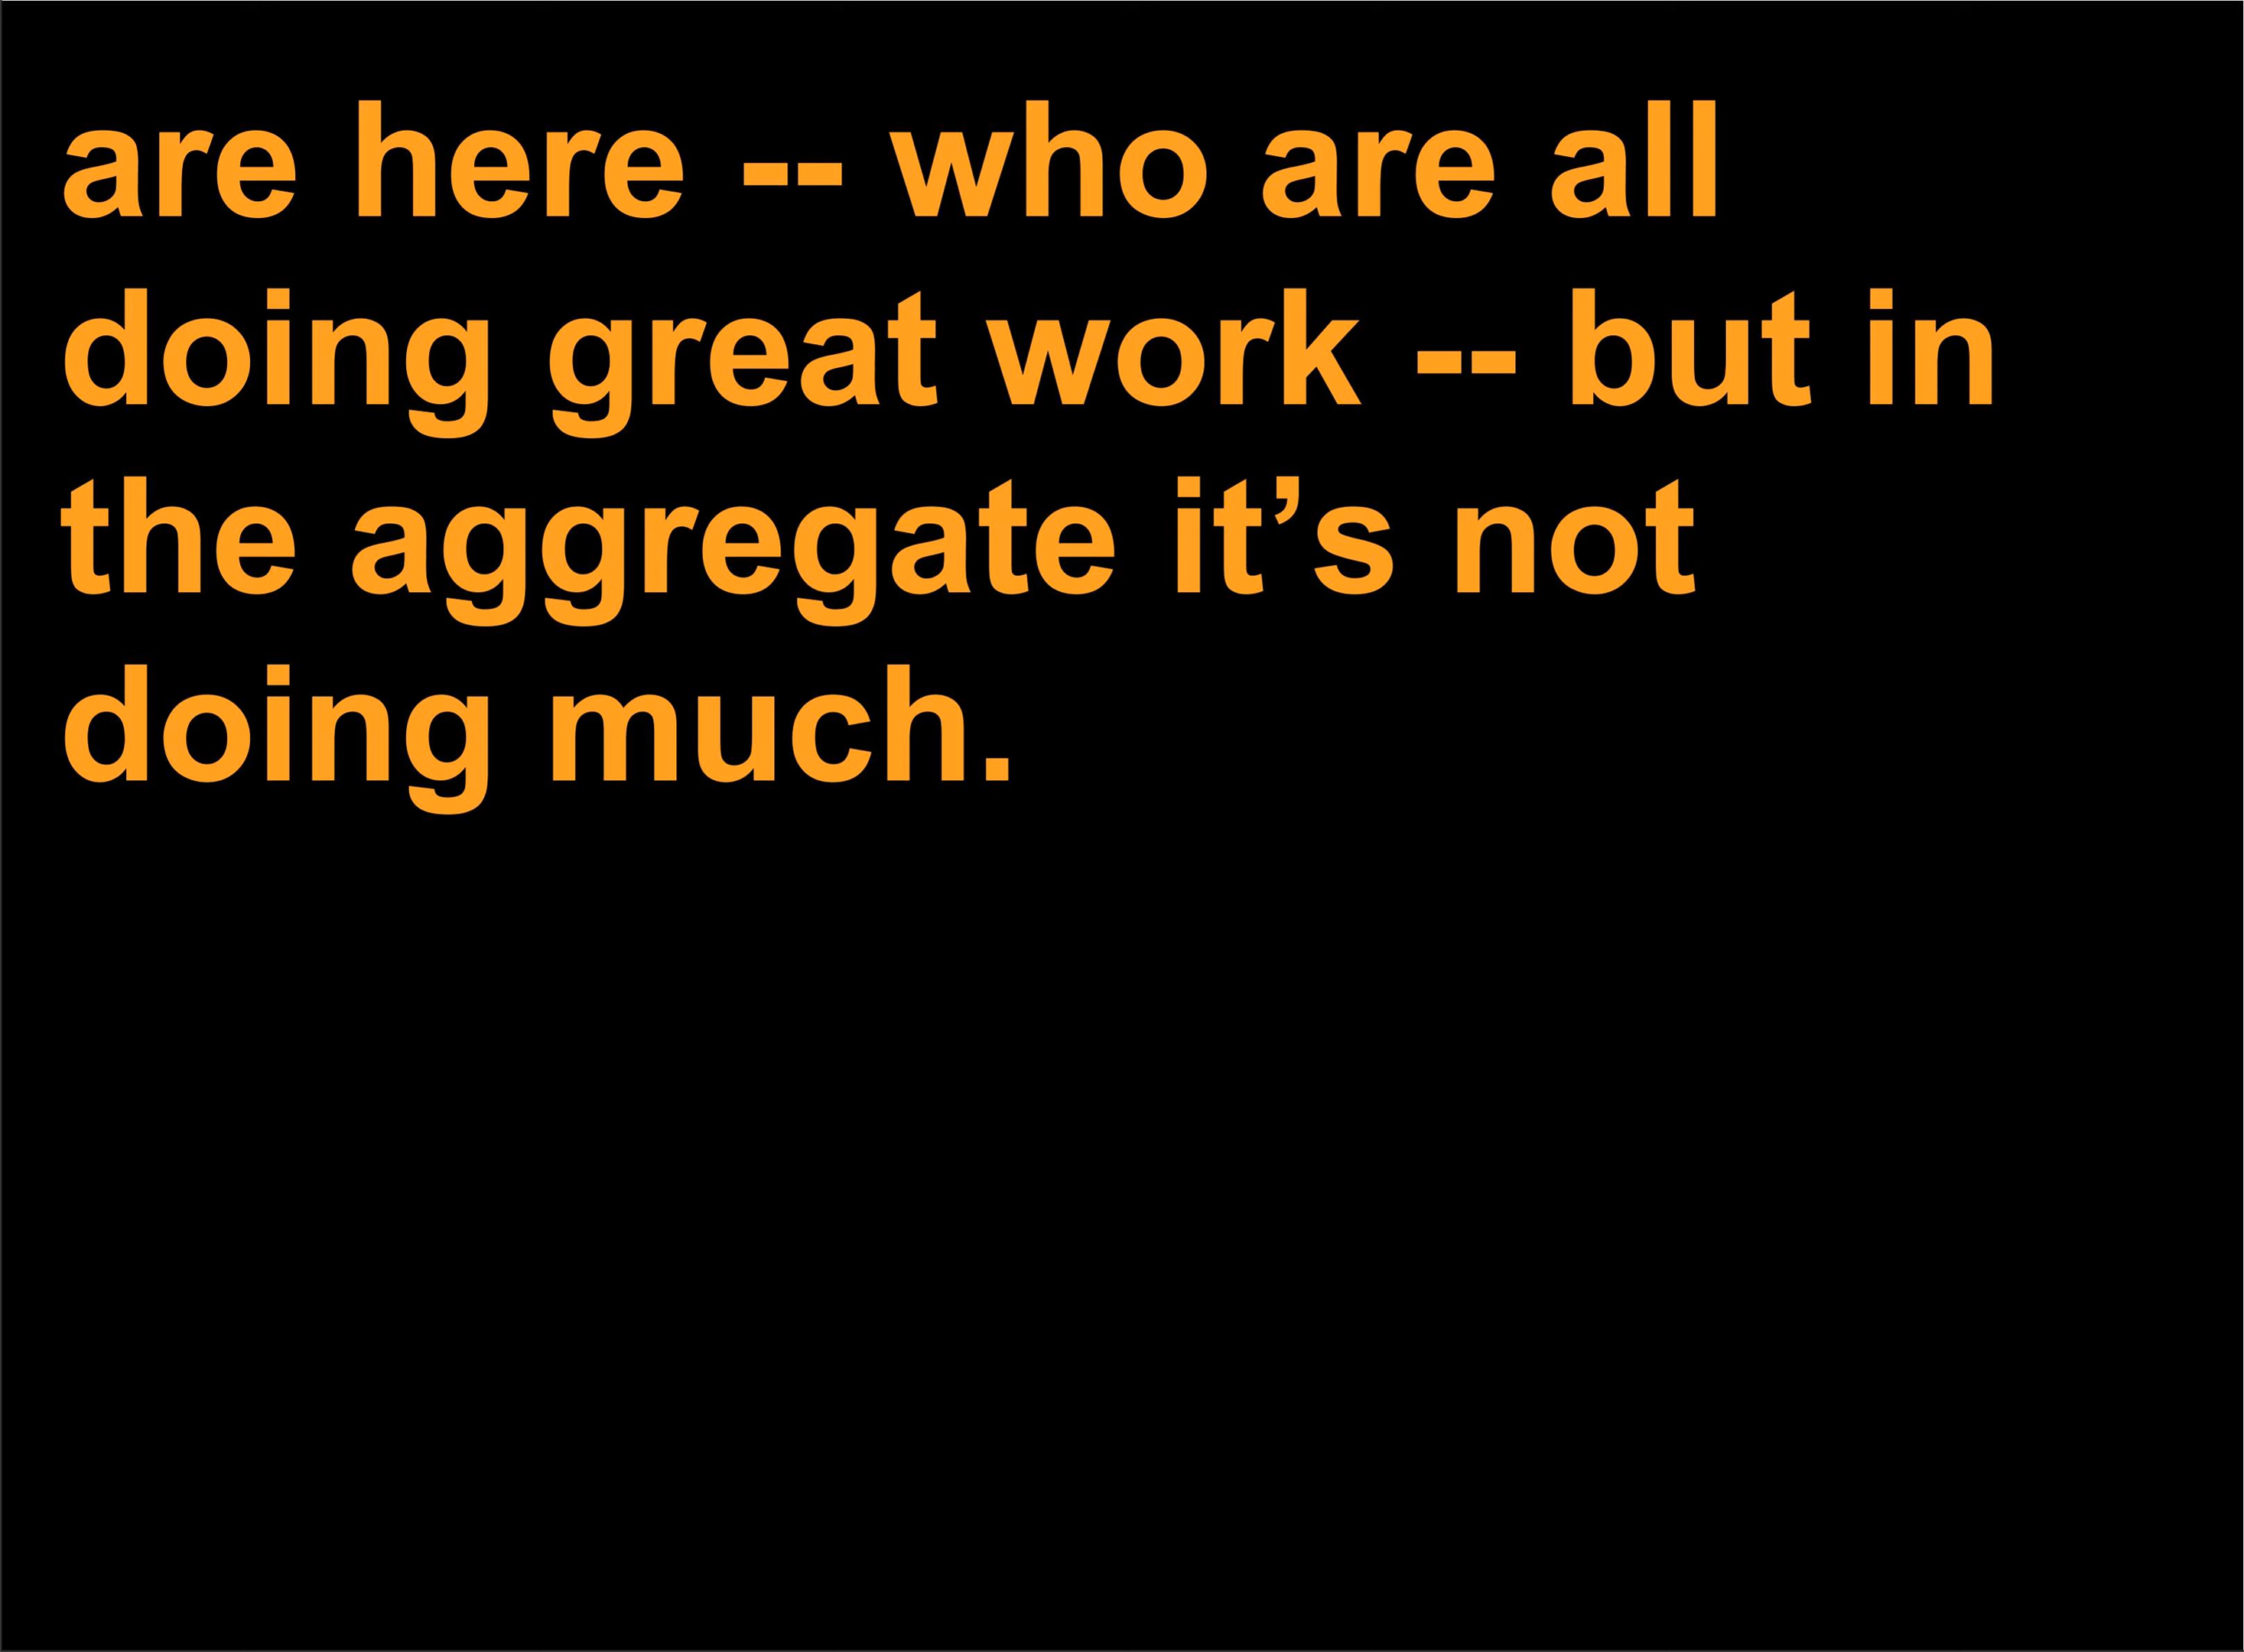 are here -- who are all
doing great work -- but in
the aggregate it’s not
doing much.